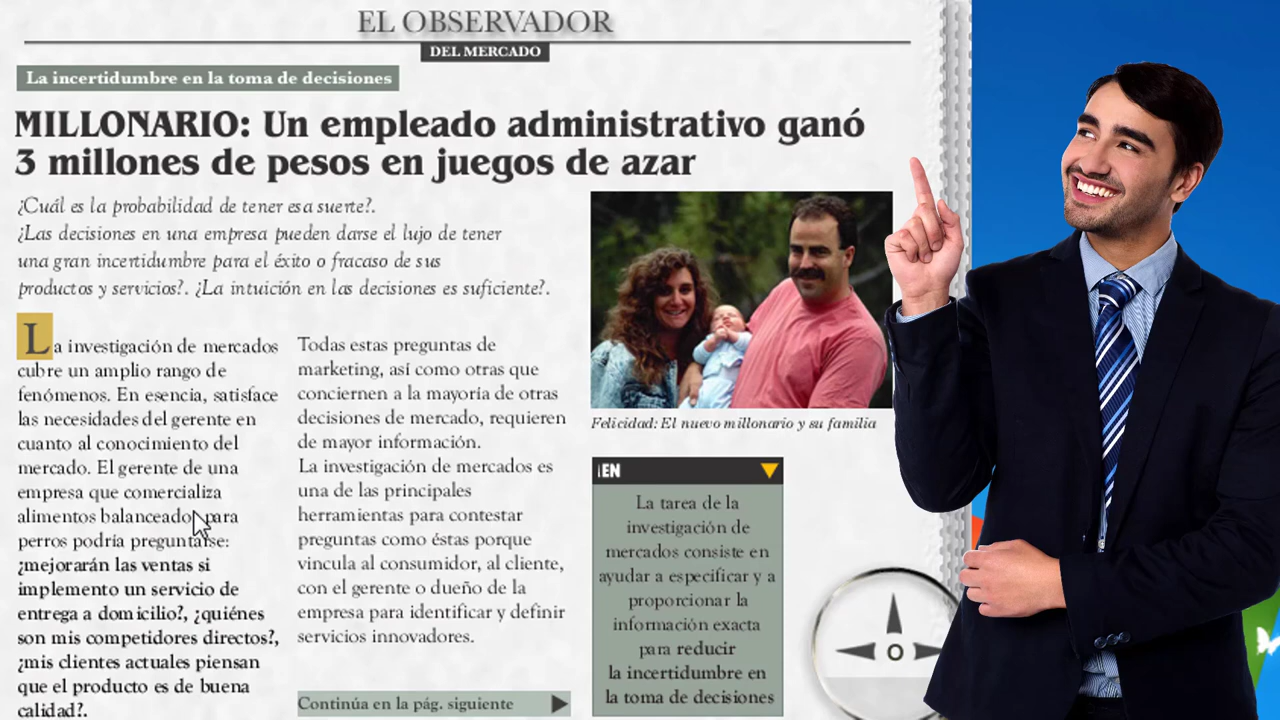 EL OBSERVADOR
DEL MERCADO
La incertidumbre en la toma de decisiones
MILLONARIO: Un empleado administrativo ganó
3 millones de pesos en juegos de azar
¿Cuál es la probabilidad de tener esa suerte?.
¿Las decisiones en una empresa pueden darse el lujo de tener
una gran incertidumbre para el éxito o fracaso de sus
productos y servicios?. ¿La intuición en las decisiones es suficiente?.
La investigación de mercados
cubre un amplio rango de
fenómenos. En esencia, satisface
las necesidades del gerente en
cuanto al conocimiento del
mercado. El gerente de una
empresa que comercializa
alimentos balanceados para
perros podría preguntarse:
¿mejorarán las ventas si
implemento un servicio de
entrega a domicilio?, ¿quiénes
son mis competidores directos?,
¿mis clientes actuales piensan
que el producto es de buena
calidad?.
Todas estas preguntas de
marketing, así como otras que
conciernen a la mayoría de otras
decisiones de mercado, requieren
de mayor información.
La investigación de mercados es
una de las principales
herramientas para contestar
preguntas como éstas porque
vincula al consumidor, al cliente,
con el gerente o dueño de la
empresa para identificar y definir
servicios innovadores.
Continúa en la pág. siguiente
Felicidad: El nuevo millonario y su familia
EN
La tarea de la
investigación de
mercados consiste en
ayudar a especificar y a
proporcionar la
información exacta
para reducir
la incertidumbre en
la toma de decisiones
O